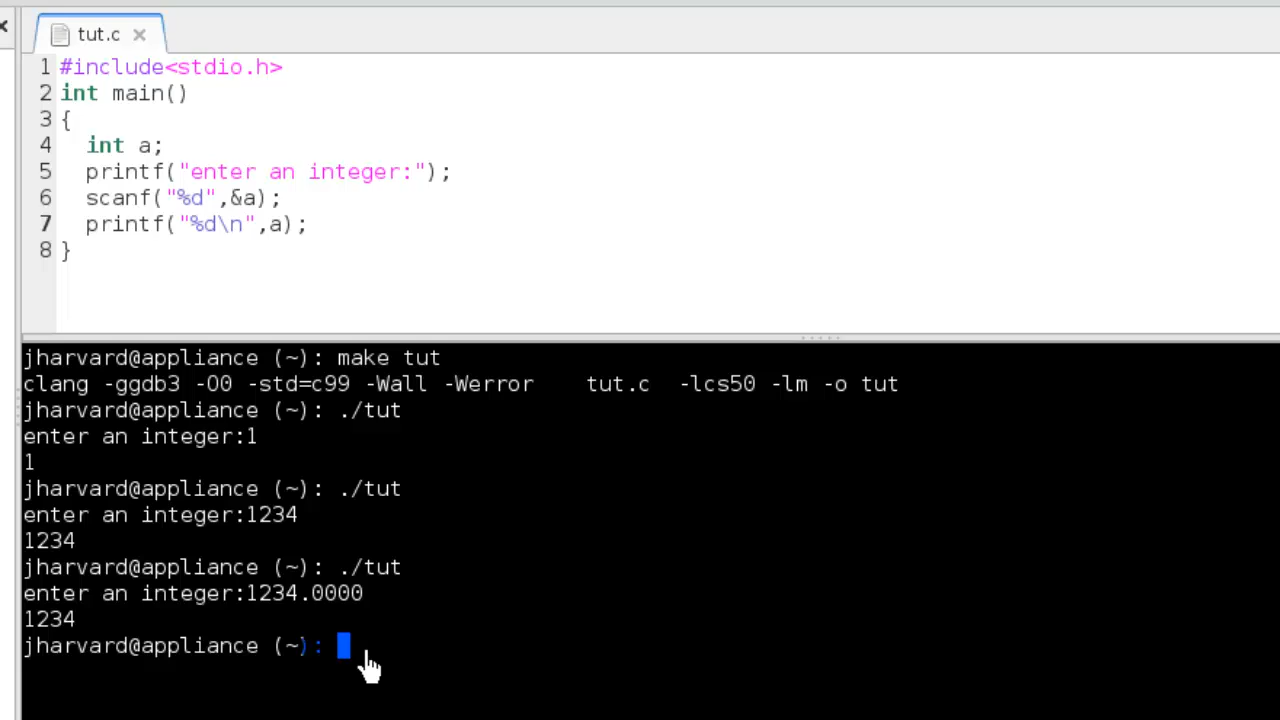 tut.c
1 #include<stdio.h>
2 int main()
3 {
4   int a;
5   printf("enter an integer:");
6   scanf("%d",&a);
7   printf("%d\n",a);
8 }
jharvard@appliance (~): make tut
clang -ggdb3 -O0 -std=c99 -Wall -Werror    tut.c  -lcs50 -lm -o tut
jharvard@appliance (~): ./tut
enter an integer:1
1
jharvard@appliance (~): ./tut
enter an integer:1234
1234
jharvard@appliance (~): ./tut
enter an integer:1234.0000
1234
jharvard@appliance (~):